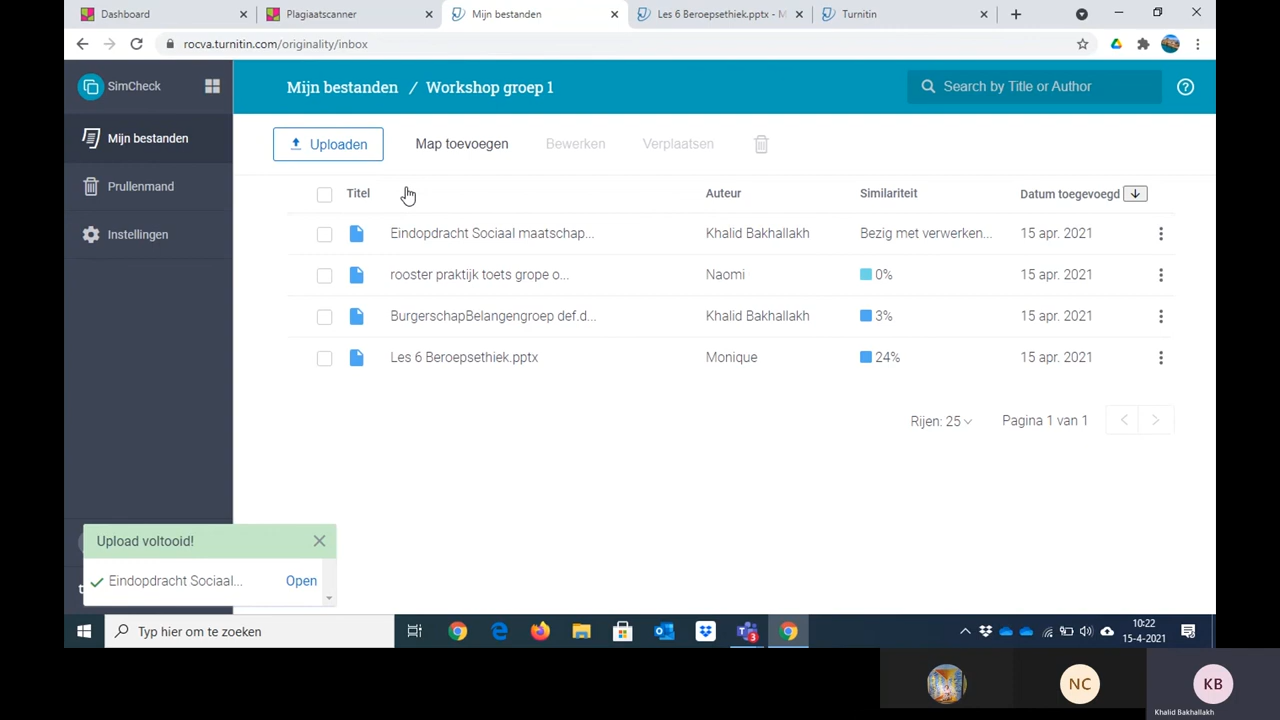 Dashboard
Plagiaatscanner
Mijn bestanden
Les 6 Beroepsethiek.pptx - M
Turnitin
rocva.turnitin.com/originality/inbox
SimCheck
Mijn bestanden / Workshop groep 1
Search by Title or Author
Mijn bestanden
Prullenmand
Instellingen
Uploaden
Map toevoegen
Bewerken
Verplaatsen
Titel Auteur Similariteit Datum toegevoegd
Eindopdracht Sociaal maatschap... Khalid Bakhallakh Bezig met verwerken... 15 apr. 2021
rooster praktijk toets grope o... Naomi 0% 15 apr. 2021
BurgerschapBelangengroep def.d... Khalid Bakhallakh 3% 15 apr. 2021
Les 6 Beroepsethiek.pptx Monique 24% 15 apr. 2021
Rijen: 25 Pagina 1 van 1
Upload voltooid!
Eindopdracht Sociaal... Open
Typ hier om te zoeken
3
10:22
15-4-2021
NC
KB
Khalid Bakhallakh